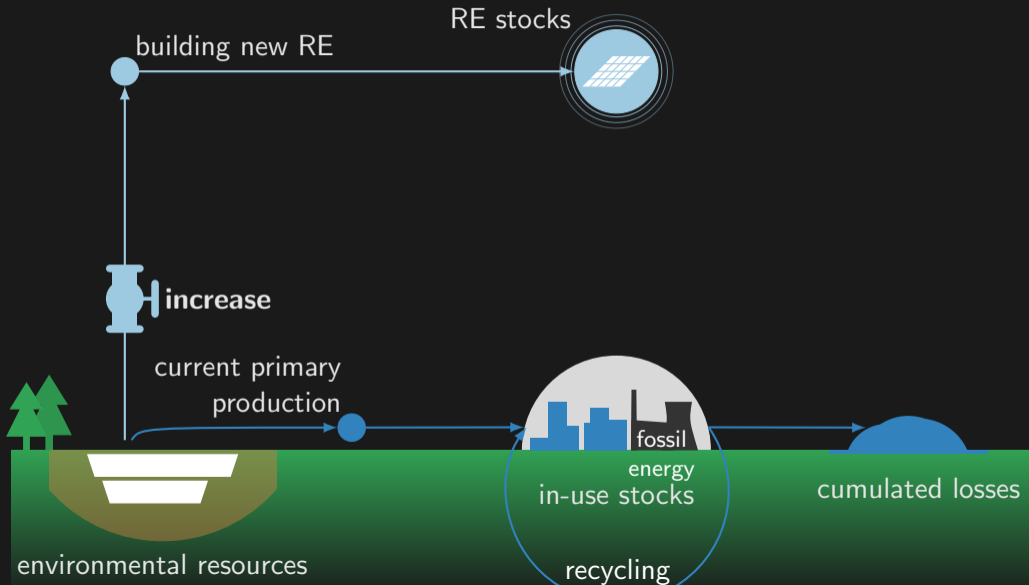 RE stocks
building new RE
increase
current primary
production
fossil
energy
in-use stocks
cumulated losses
environmental resources
recycling